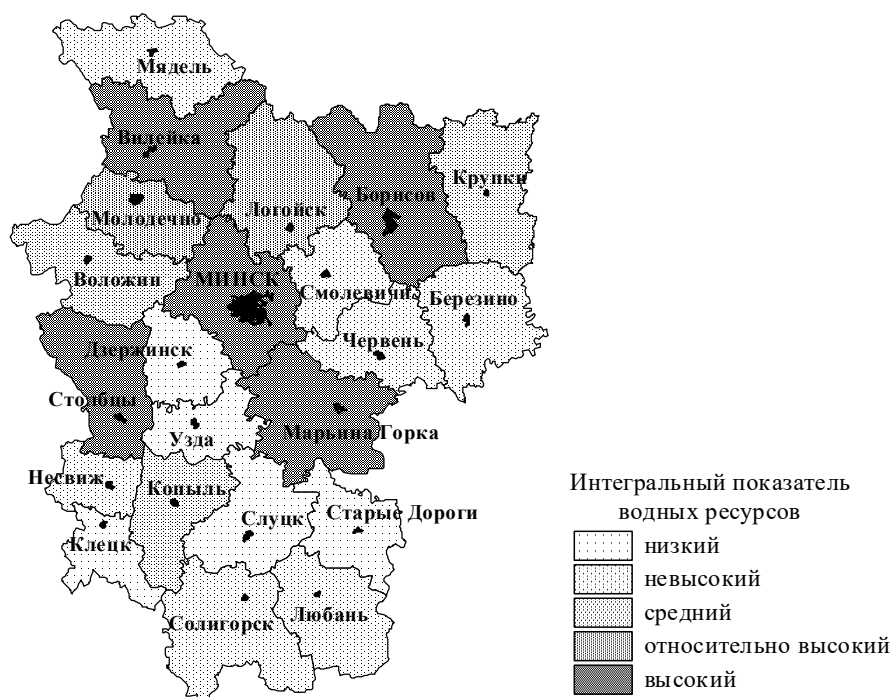 Мядель
Вилейка
Крупки
Борисов
Молодечно
Логойск
Воложин
МИНСК
Смолевичи
Березино
Червень
Дзержинск
Столбцы
Узда
Марьина Горка
Несвиж
Копыль
Слуцк
Старые Дороги
Клецк
Солигорск
Любань
Интегральный показатель
водных ресурсов
низкий
невысокий
средний
относительно высокий
высокий